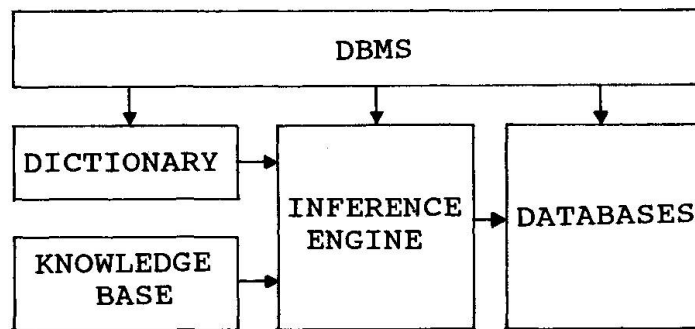 DBMS
DICTIONARY
INFERENCE
ENGINE
DATABASES
KNOWLEDGE
BASE